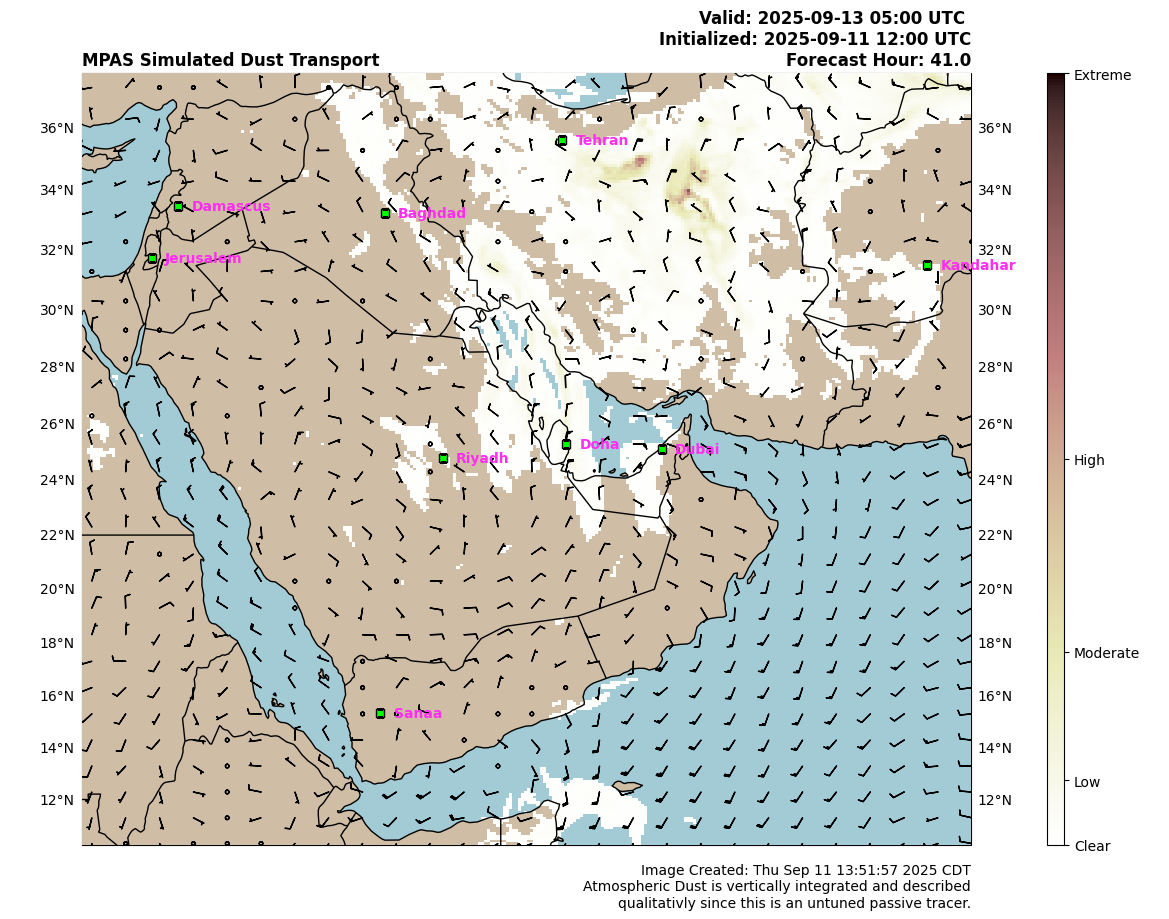 Valid: 2025-09-13 05:00 UTC
Initialized: 2025-09-11 12:00 UTC
MPAS Simulated Dust Transport
Forecast Hour: 41.0
Extreme
36°N
36°N
Tehran
34°N
34°N
Damascus
Baghdad
32°N
32°N
Jerusalem
Kandahar
30°N
30°N
28°N
28°N
26°N
26°N
Doha
Dubai
Riyadh
High
24°N
24°N
22°N
22°N
20°N
20°N
18°N
18°N
Moderate
16°N
16°N
Sanaa
14°N
14°N
Low
12°N
12°N
Clear
Image Created: Thu Sep 11 13:51:57 2025 CDT
Atmospheric Dust is vertically integrated and described
qualitativly since this is an untuned passive tracer.